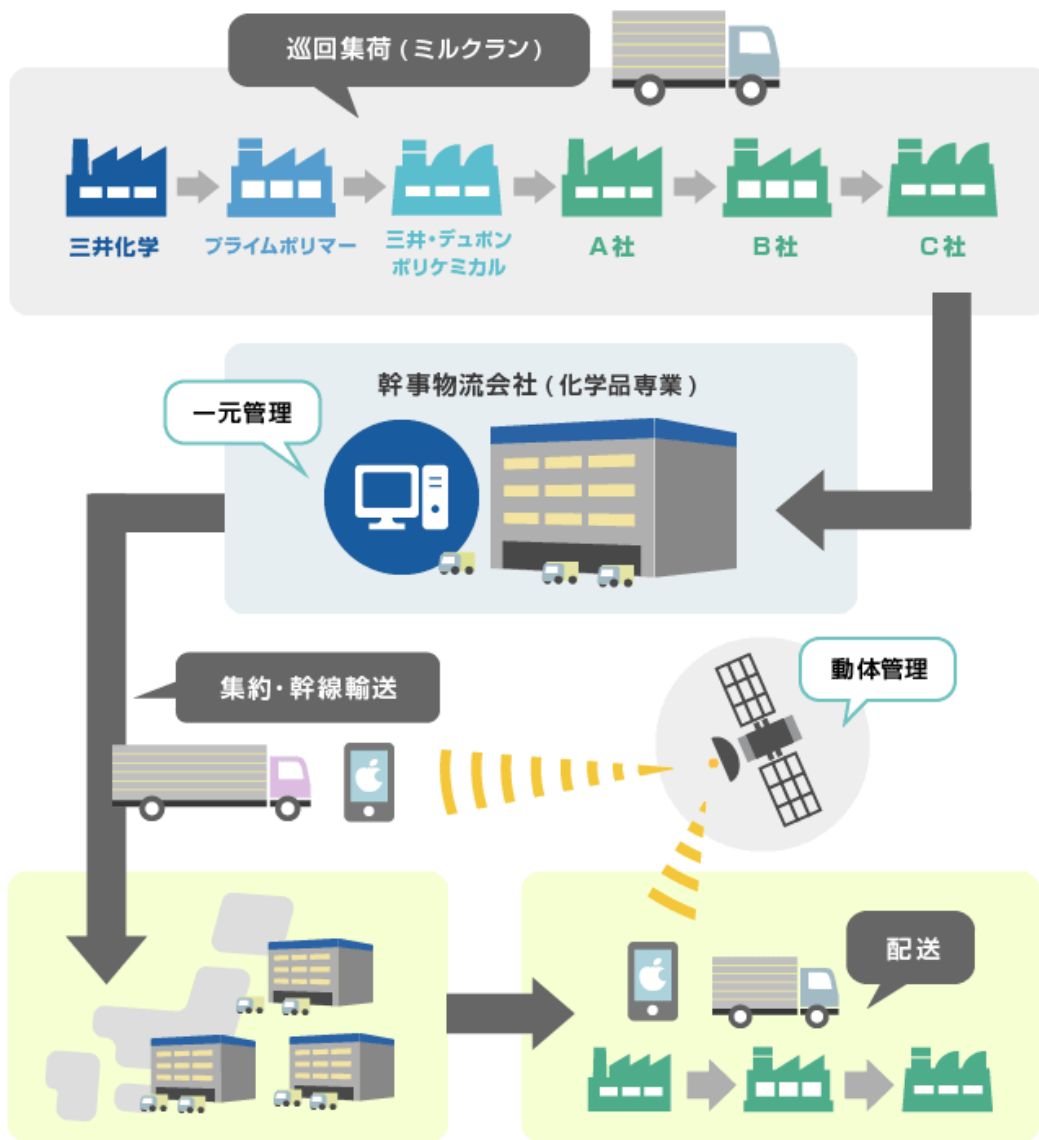 巡回集荷（ミルクラン）
三井化学
プライムポリマー
三井・デュポン
ポリケミカル
A社
B社
C社
幹事物流会社（化学品専業）
一元管理
集約・幹線輸送
動体管理
配送